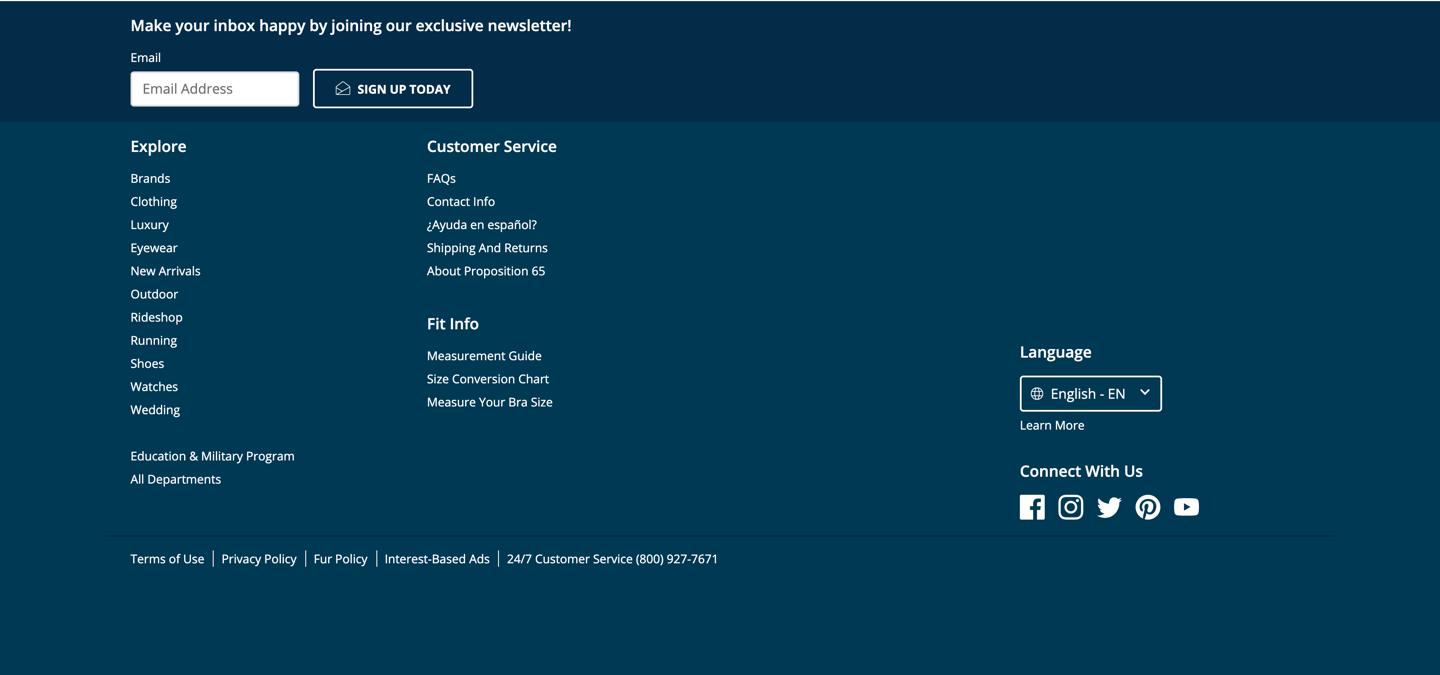 Make your inbox happy by joining our exclusive newsletter!
Email
Email Address
SIGN UP TODAY
Explore
Brands
Clothing
Luxury
Eyewear
New Arrivals
Outdoor
Rideshop
Running
Shoes
Watches
Wedding
Education & Military Program
All Departments
Customer Service
FAQs
Contact Info
¿Ayuda en español?
Shipping And Returns
About Proposition 65
Fit Info
Measurement Guide
Size Conversion Chart
Measure Your Bra Size
Language
English - EN
Learn More
Connect With Us
Terms of Use | Privacy Policy | Fur Policy | Interest-Based Ads | 24/7 Customer Service (800) 927-7671